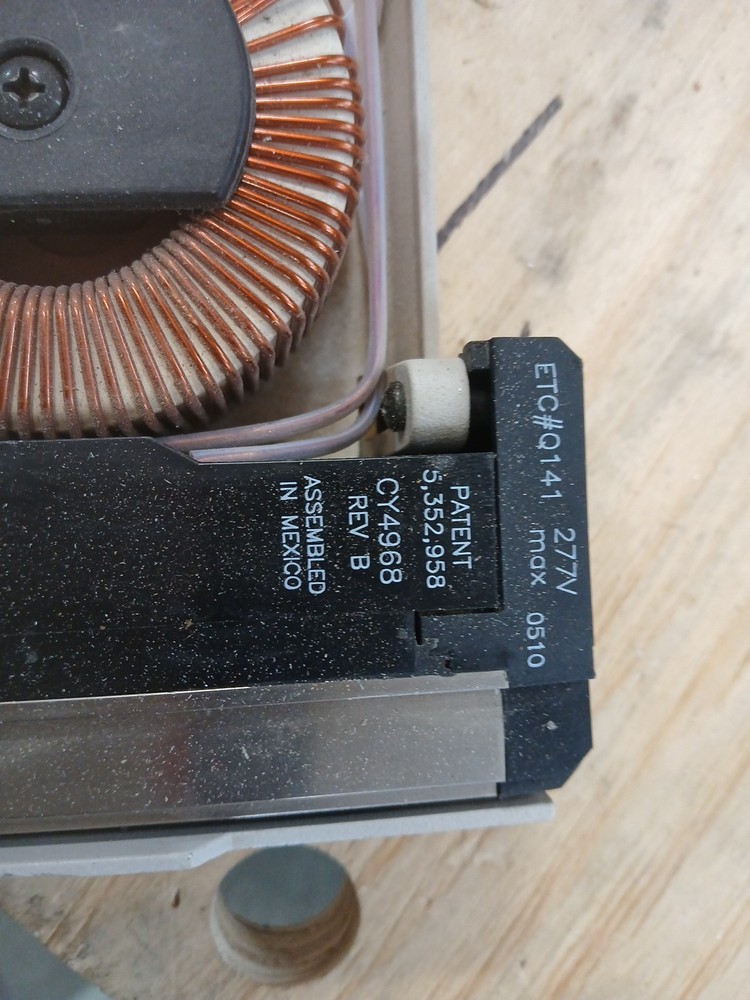 ETC#Q141
277V
max 0510
PATENT
5,352,958
CY4968
REV B
ASSEMBLED
IN MEXICO